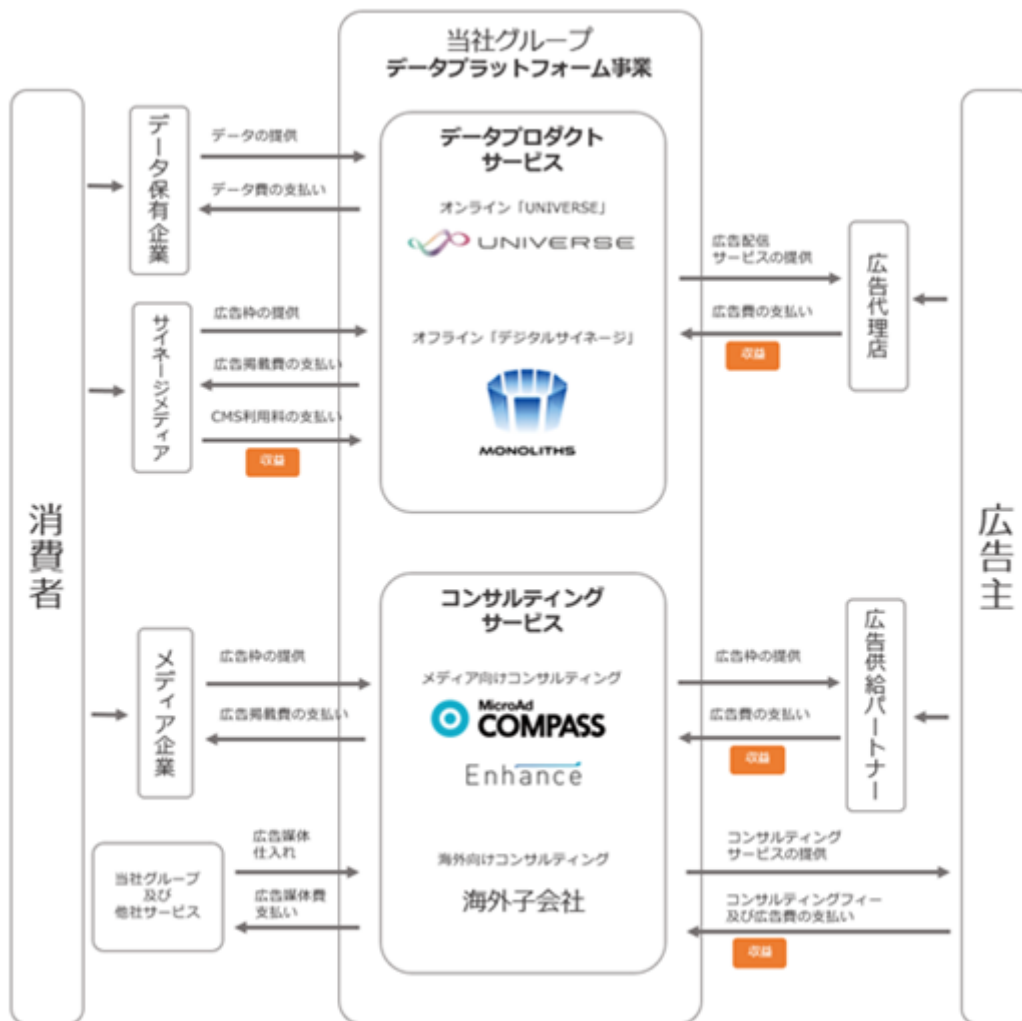 当社グループ
データプラットフォーム事業
消費者
データ保有企業
データの提供
データ費の支払い
サイネージメディア
広告枠の提供
広告掲載費の支払い
CMS利用料の支払い
収益
データプロダクト
サービス
オンライン「UNIVERSE」
UNIVERSE
オフライン「デジタルサイネージ」
MONOLITHS
広告配信
サービスの提供
広告費の支払い
収益
広告代理店
広告主
メディア企業
広告枠の提供
広告掲載費の支払い
当社グループ
及び
他社サービス
広告媒体
仕入れ
広告媒体費
支払い
コンサルティング
サービス
メディア向けコンサルティング
MicroAd
COMPASS
Enhance
海外向けコンサルティング
海外子会社
広告枠の提供
広告費の支払い
収益
広告供給パートナー
コンサルティング
サービスの提供
コンサルティングフィー
及び広告費の支払い
収益